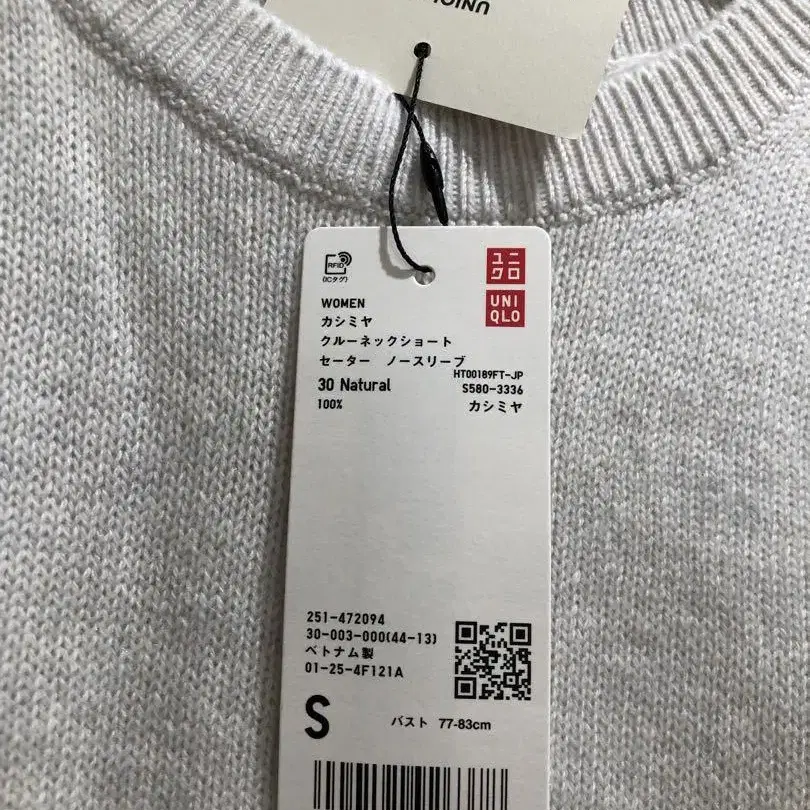 UNIQLO
RFID
(ICタグ)
ユニ
クロ
UNI
QLO
WOMEN
カシミヤ
クルーネックショート
セーター ノースリーブ
HT00189FT-JP
30 Natural S580-3336
100% カシミヤ
251-472094
30-003-000(44-13)
ベトナム製
01-25-4F121A
S バスト 77-83cm